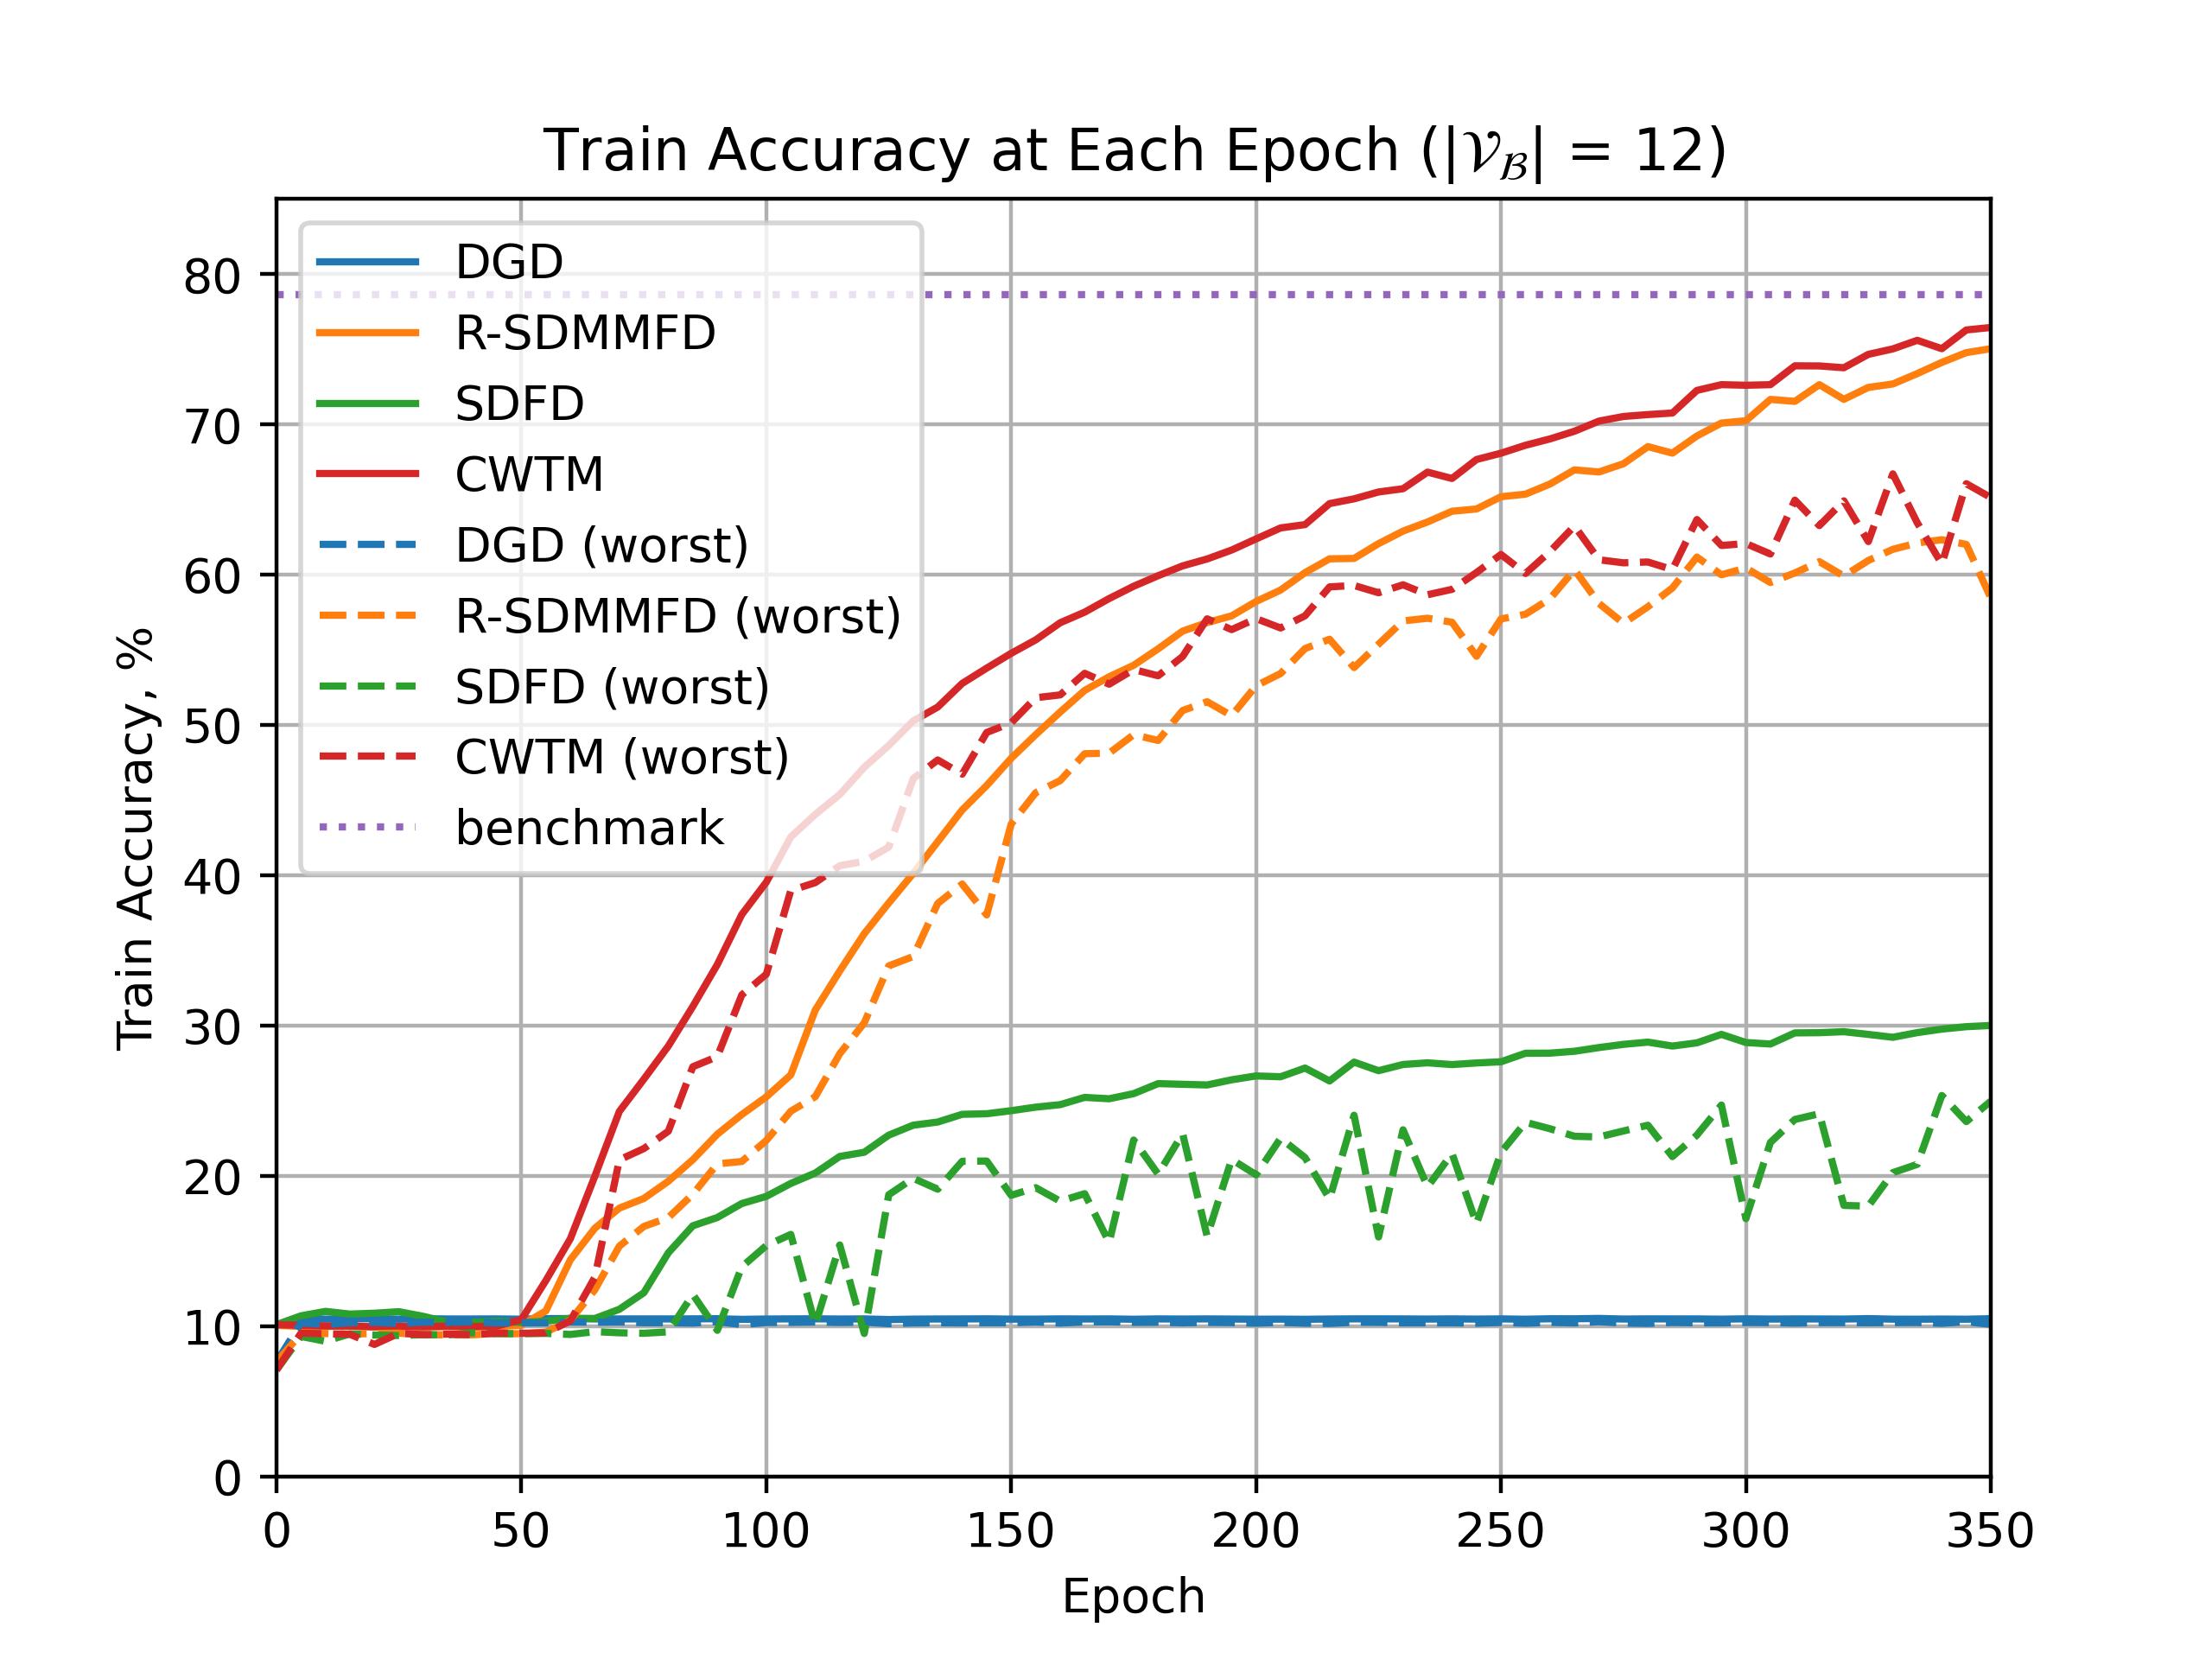 Train Accuracy at Each Epoch (|𝒱_ℬ| = 12)
DGD
R-SDMMFD
SDFD
CWTM
DGD (worst)
R-SDMMFD (worst)
SDFD (worst)
CWTM (worst)
benchmark
Train Accuracy, %
80
70
60
50
40
30
20
10
0
0 50 100 150 200 250 300 350
Epoch